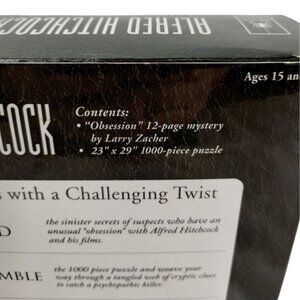 ALFRED HITCHCOCK
Ages 15 an
COCK
Contents:
• "Obsession" 12-page mystery
by Larry Zacher
• 23" x 29" 1000-piece puzzle
s with a Challenging Twist
D
the sinister secrets of suspects who have an
unusual "obsession" with Alfred Hitchcock
and his films.
EMBLE
the 1000 piece puzzle and weave your
way through a tangled web of cryptic clues
to catch a psychopathic killer.